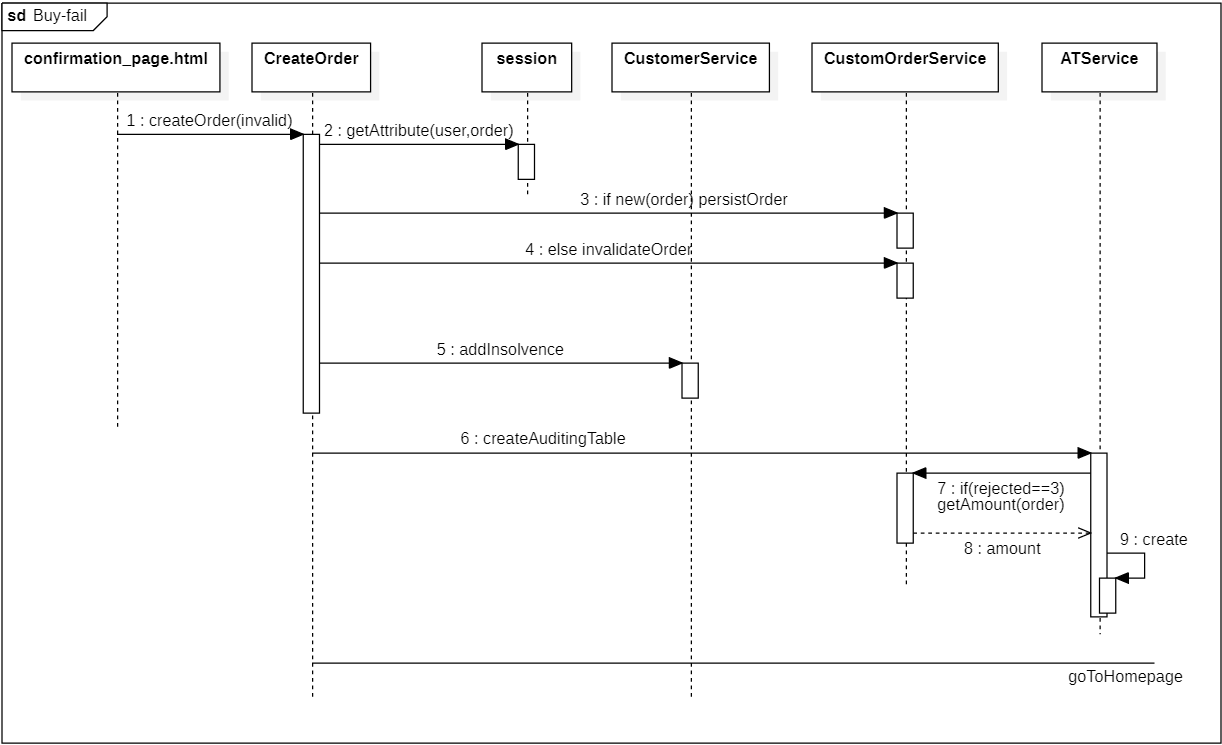 sd Buy-fail
confirmation_page.html
CreateOrder
session
CustomerService
CustomOrderService
ATService
1 : createOrder(invalid)
2 : getAttribute(user,order)
3 : if new(order) persistOrder
4 : else invalidateOrder
5 : addInsolvence
6 : createAuditingTable
7 : if(rejected==3)
getAmount(order)
8 : amount
9 : create
goToHomepage